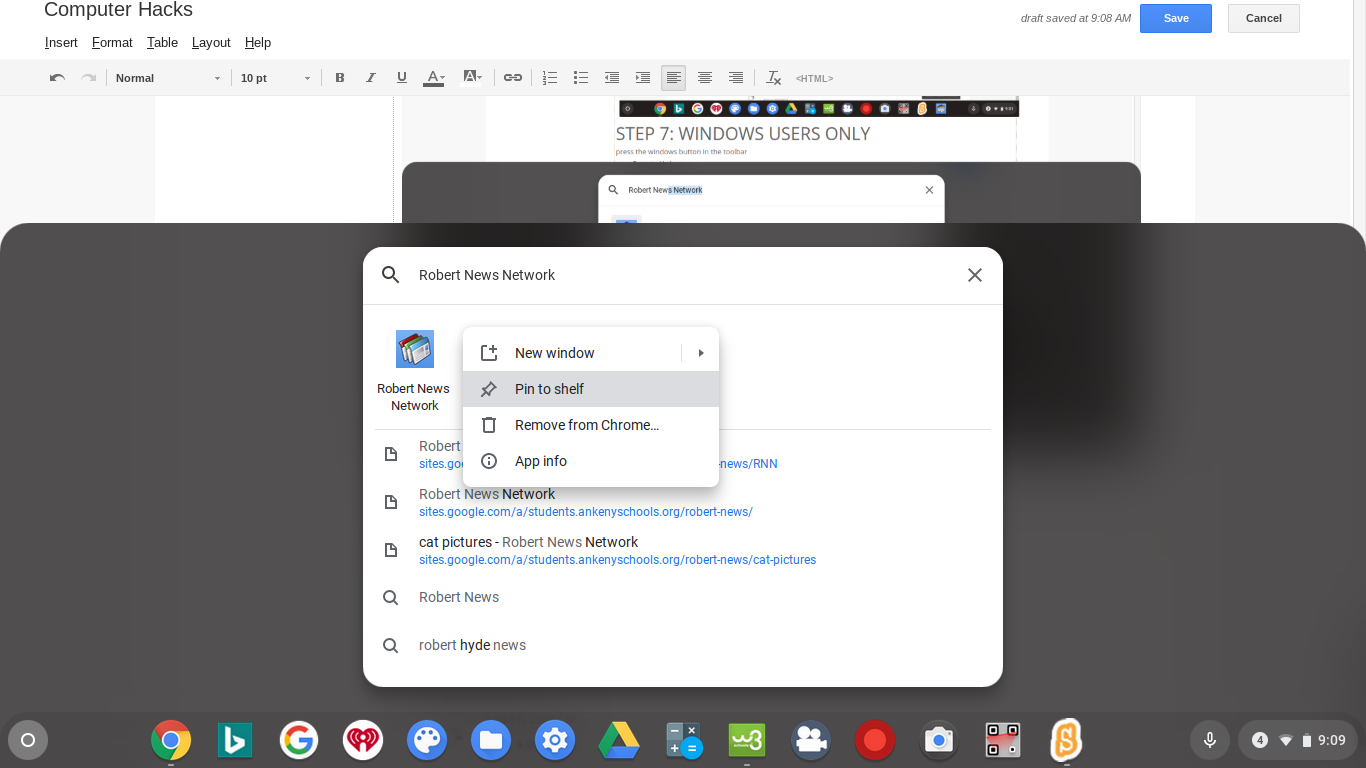 Computer Hacks
draft saved at 9:08 AM
Save
Cancel
Insert Format Table Layout Help
Normal
10 pt
B I U A A
<HTML>
STEP 7: WINDOWS USERS ONLY
press the windows button in the toolbar
Robert News Network
Robert News Network
Robert News
Network
New window
Pin to shelf
Remove from Chrome...
App info
Robert
sites.goo -news/RNN
Robert News Network
sites.google.com/a/students.ankenyschools.org/robert-news/
cat pictures - Robert News Network
sites.google.com/a/students.ankenyschools.org/robert-news/cat-pictures
Robert News
robert hyde news
w3
4
9:09